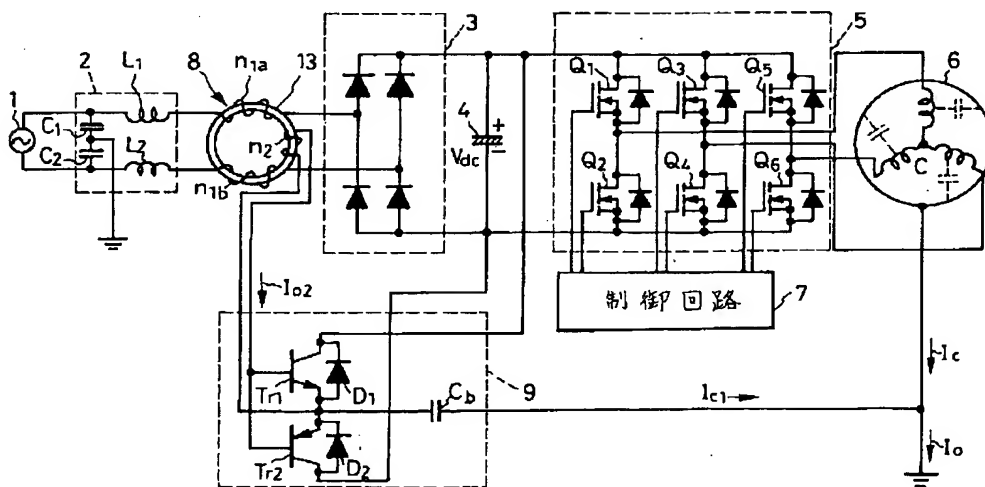 3
5
2
L1
8
n1a
13
Q1
Q3
Q5
6
1
C1
C2
n2
4
+
Vdc
L2
n1b
Q2
Q4
Q6
C
Io2
制御回路
7
Tr1
D1
9
Cb
Ic1
Ic
Tr2
D2
Io